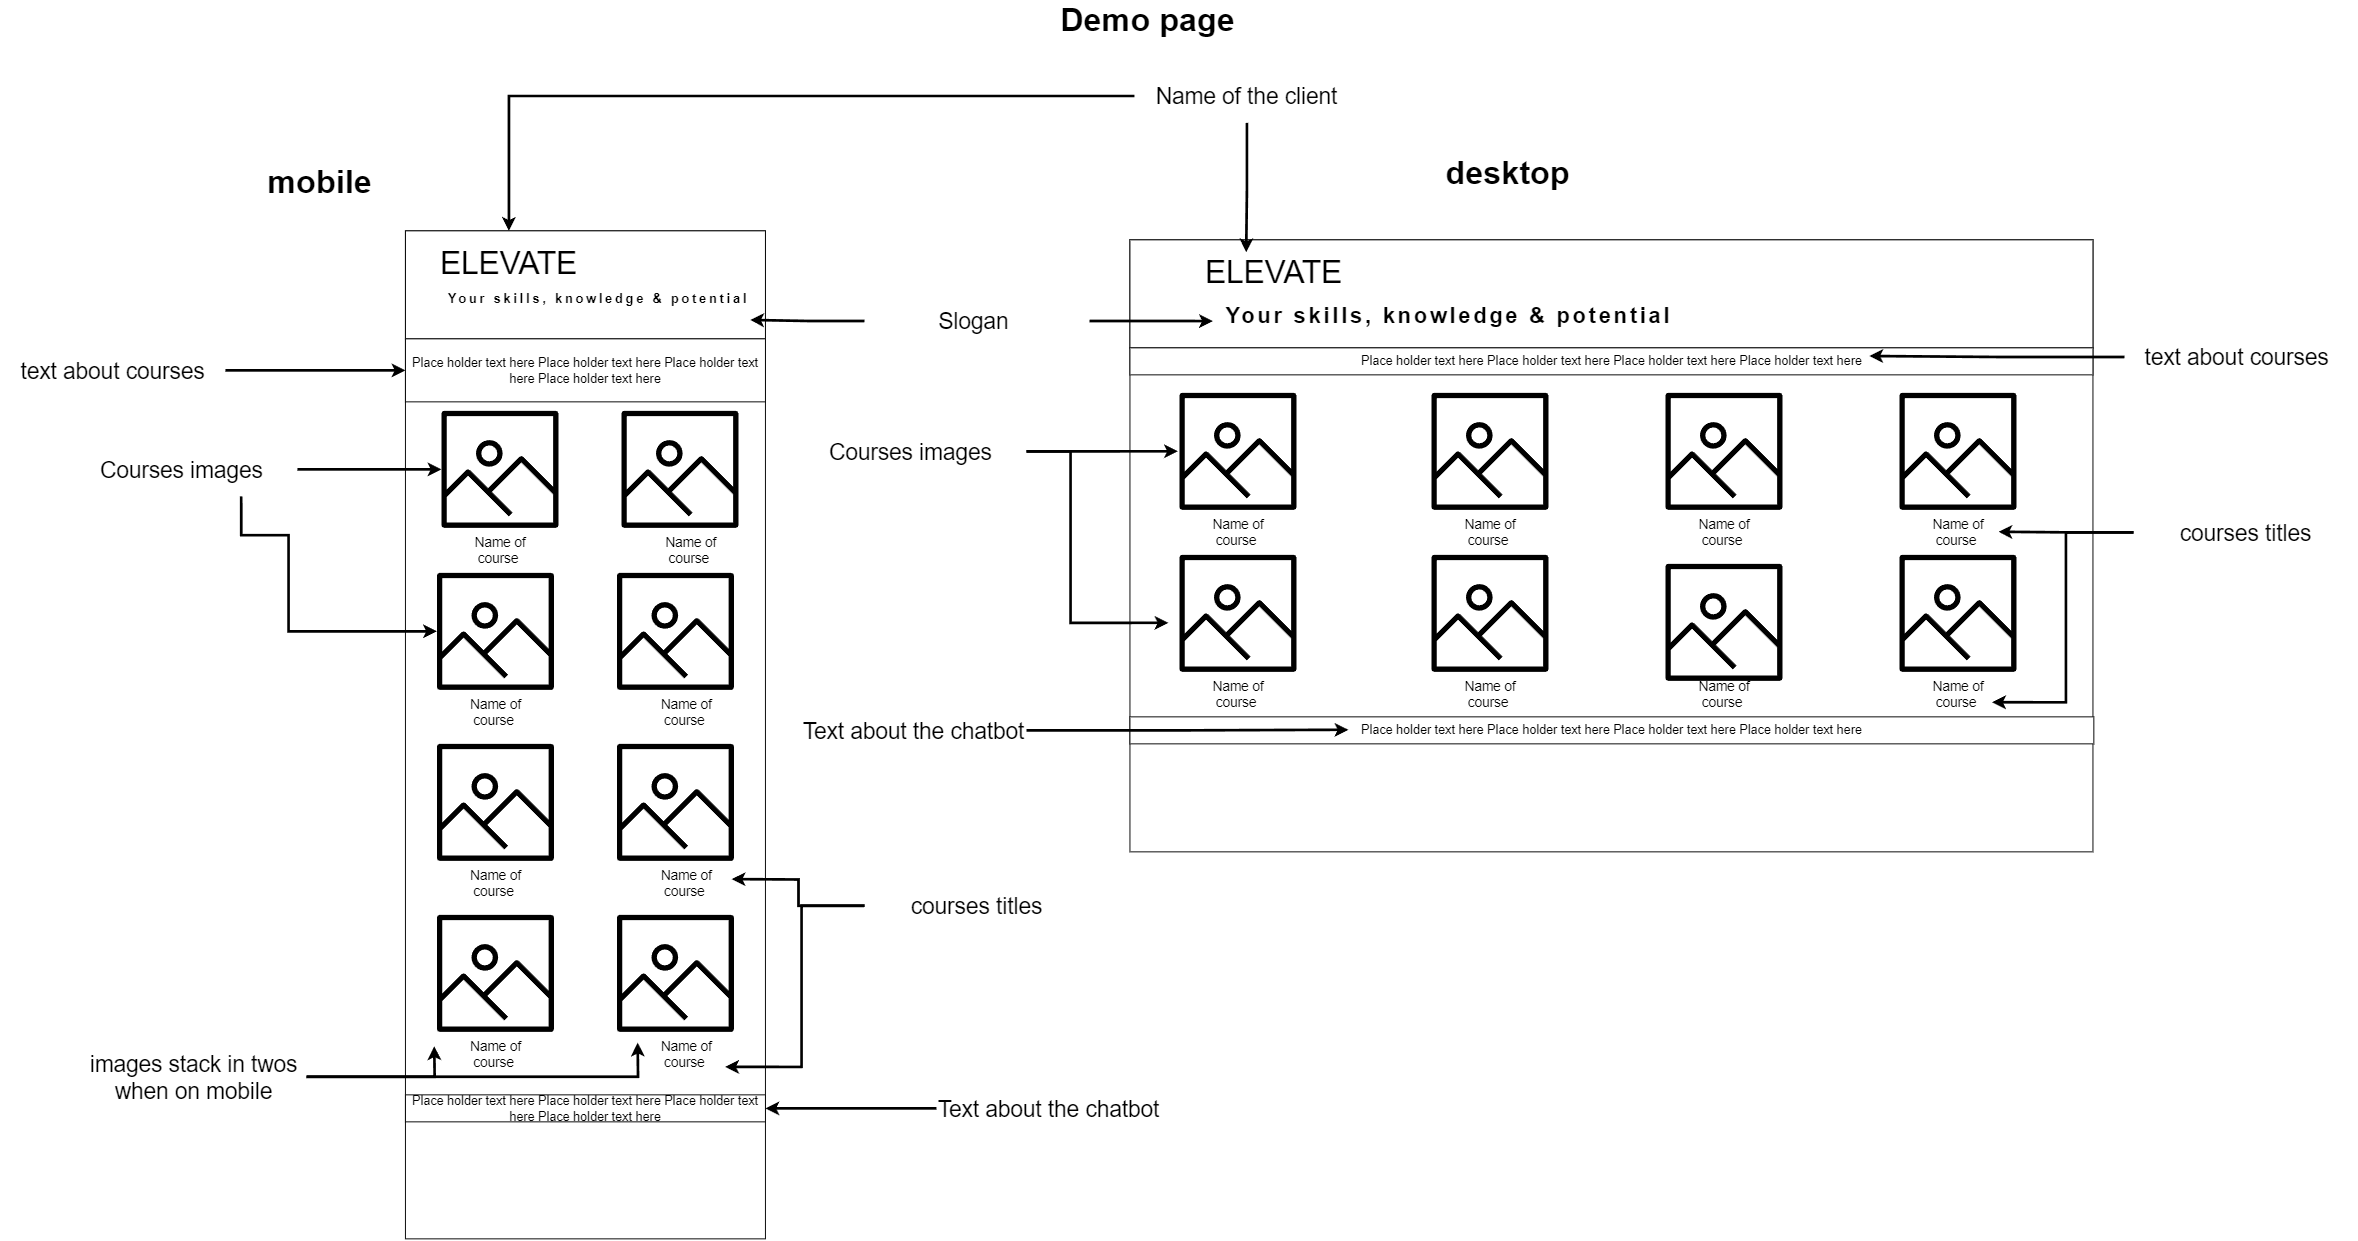 Demo page
Name of the client
mobile
desktop
ELEVATE
Your skills, knowledge & potential
Slogan
ELEVATE
Your skills, knowledge & potential
text about courses
Place holder text here Place holder text here Place holder text
here Place holder text here
Place holder text here Place holder text here Place holder text here Place holder text here
text about courses
Courses images
Courses images
Name of
course
Name of
course
Name of
course
Name of
course
courses titles
Name of
course
Name of
course
Name of
course
Name of
course
Name of
course
Name of
course
Name of
course
Name of
course
Text about the chatbot
Place holder text here Place holder text here Place holder text here Place holder text here
Name of
course
Name of
course
courses titles
Name of
course
Name of
course
images stack in twos
when on mobile
Place holder text here Place holder text here Place holder text
here Place holder text here
Text about the chatbot